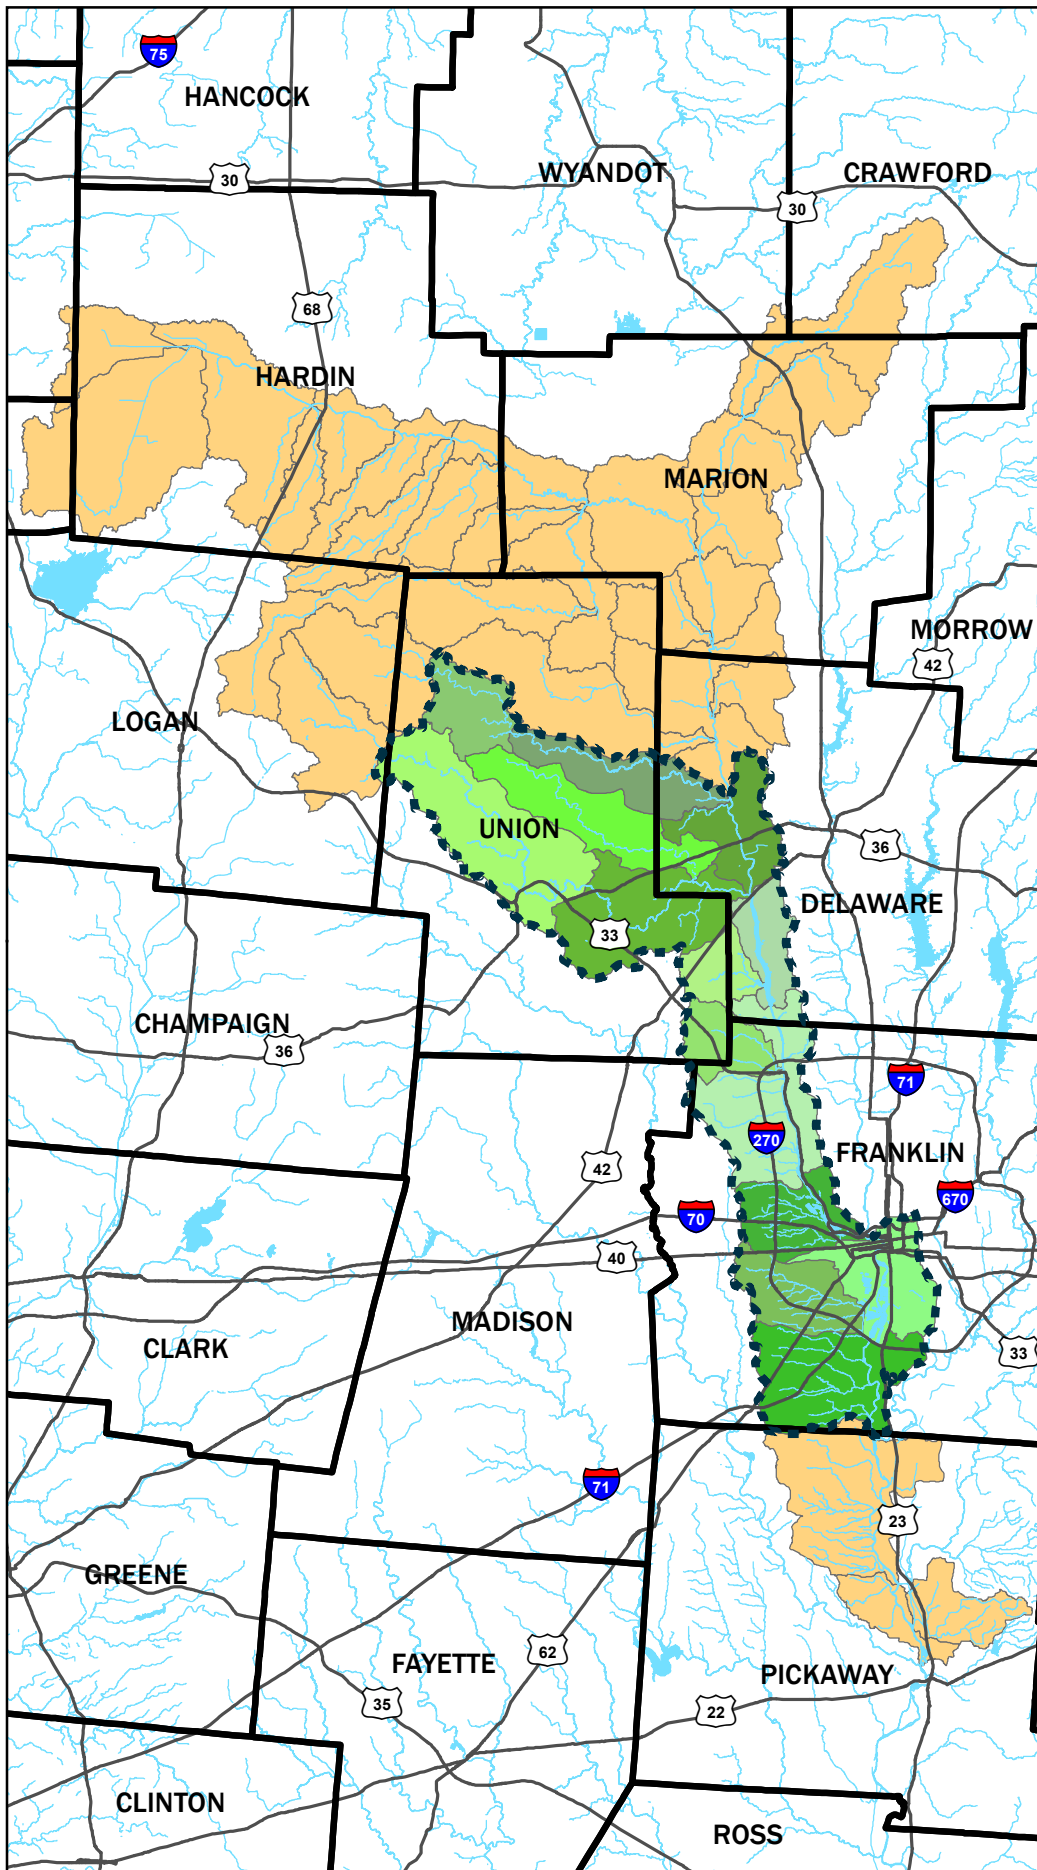 75
HANCOCK
30
WYANDOT
CRAWFORD
30
68
HARDIN
MARION
MORROW
42
LOGAN
UNION
36
DELAWARE
33
CHAMPAIGN
36
71
270
FRANKLIN
42
670
70
40
MADISON
CLARK
33
71
23
GREENE
62
FAYETTE
PICKAWAY
35
22
CLINTON
ROSS